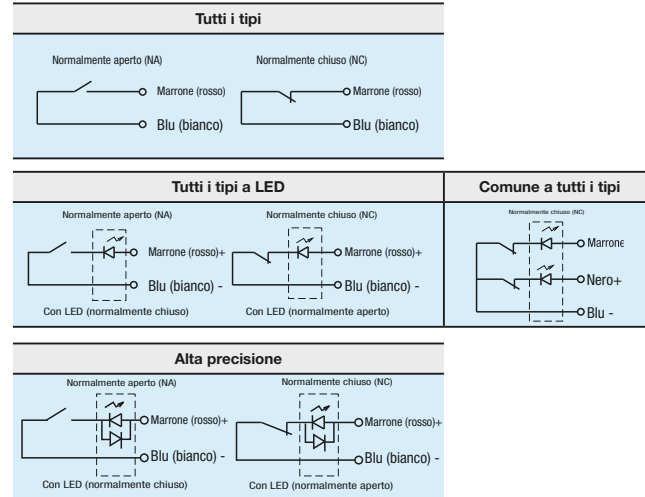 Tutti i tipi
Normalmente aperto (NA)
Normalmente chiuso (NC)
Marrone (rosso)
Marrone (rosso)
Blu (bianco)
Blu (bianco)
Tutti i tipi a LED
Comune a tutti i tipi
Normalmente aperto (NA)
Normalmente chiuso (NC)
Normalmente chiuso (NC)
Marrone (rosso)+
Marrone (rosso)+
Marrone
Nero+
Blu (bianco) -
Blu (bianco) -
Blu -
Con LED (normalmente chiuso)
Con LED (normalmente aperto)
Alta precisione
Normalmente aperto (NA)
Normalmente chiuso (NC)
Marrone (rosso)+
Marrone (rosso)+
Blu (bianco) -
Blu (bianco) -
Con LED (normalmente chiuso)
Con LED (normalmente aperto)